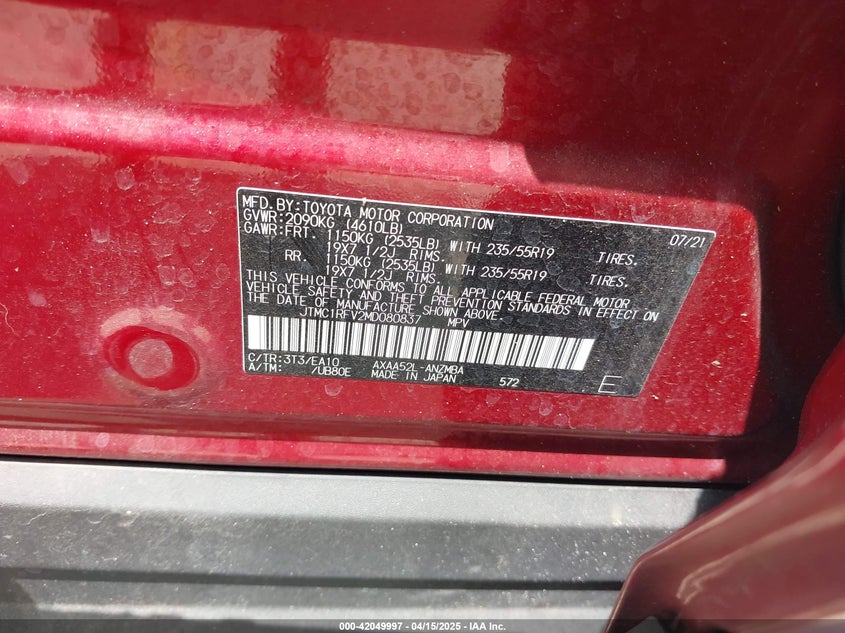 MFD.BY:TOYOTA MOTOR CORPORATION 07/21
GVWR:2090KG (4610LB)
GAWR:FRT. 1150KG (2535LB) WITH 235/55R19 TIRES.
19X7 1/2J RIMS.
RR. 1150KG (2535LB) WITH 235/55R19 TIRES.
19X7 1/2J RIMS.
THIS VEHICLE CONFORMS TO ALL APPLICABLE FEDERAL MOTOR
VEHICLE SAFETY AND THEFT PREVENTION STANDARDS IN EFFECT ON
THE DATE OF MANUFACTURE SHOWN ABOVE.
JTMC1RFV2MD080837 MPV
C/TR:3T3/EA10 AXAA52L-ANZMBA
A/TM: /UB80E MADE IN JAPAN 572 E
000-42049997 - 04/15/2025 - IAA Inc.